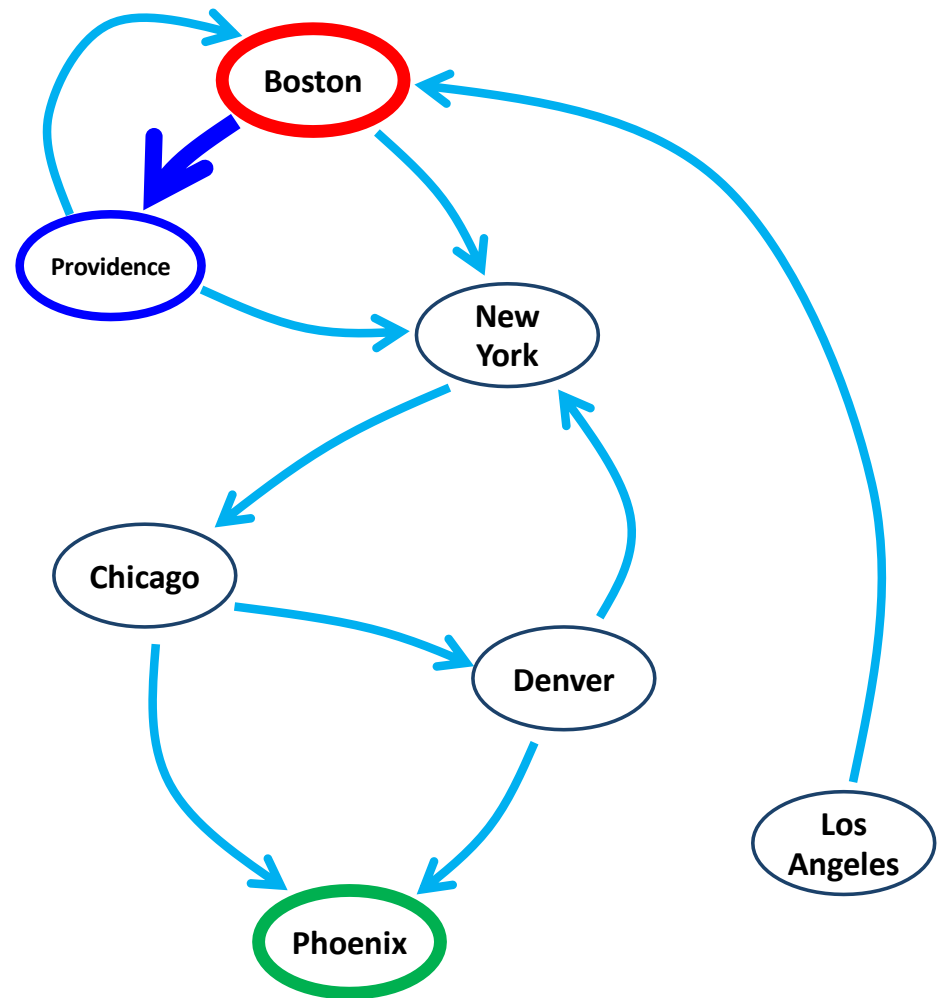 Boston
Providence
New
York
Chicago
Denver
Los
Angeles
Phoenix